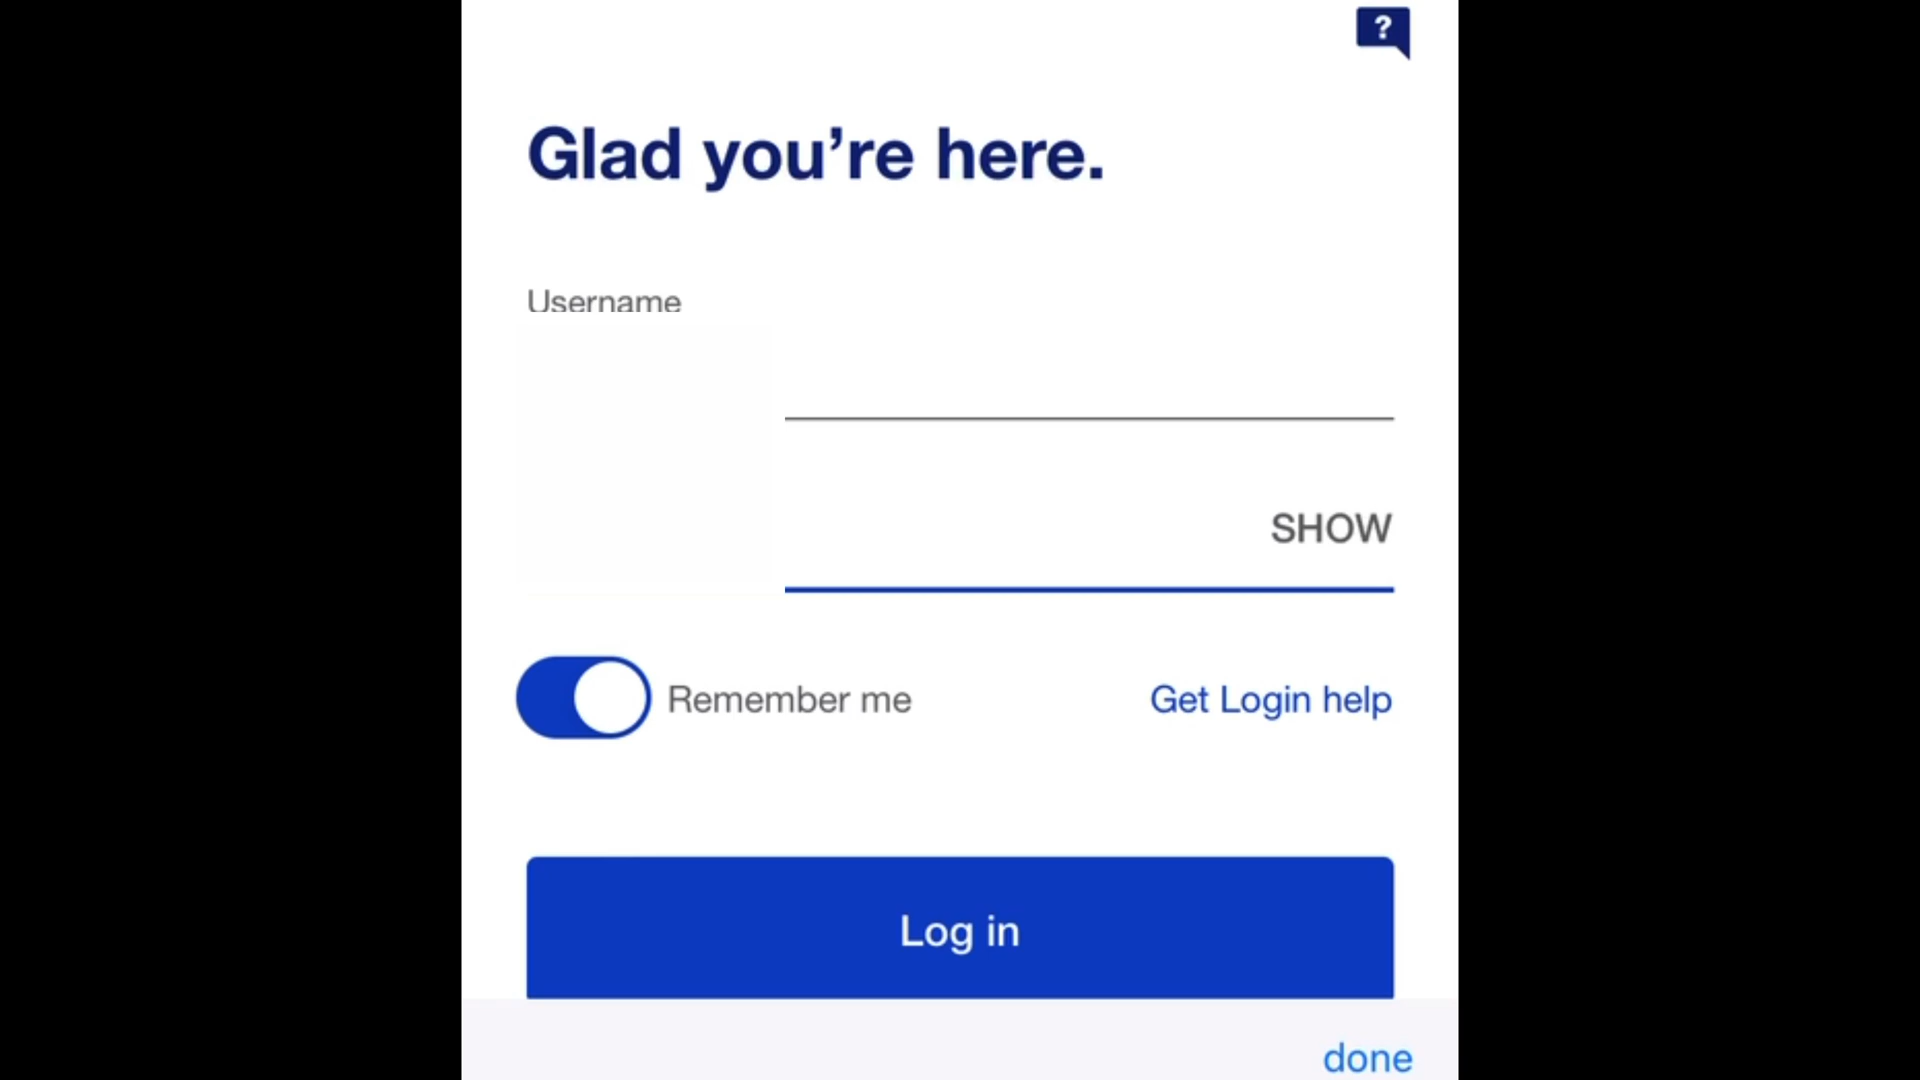 ?
Glad you’re here.
Username
SHOW
Remember me
Get Login help
Log in
done